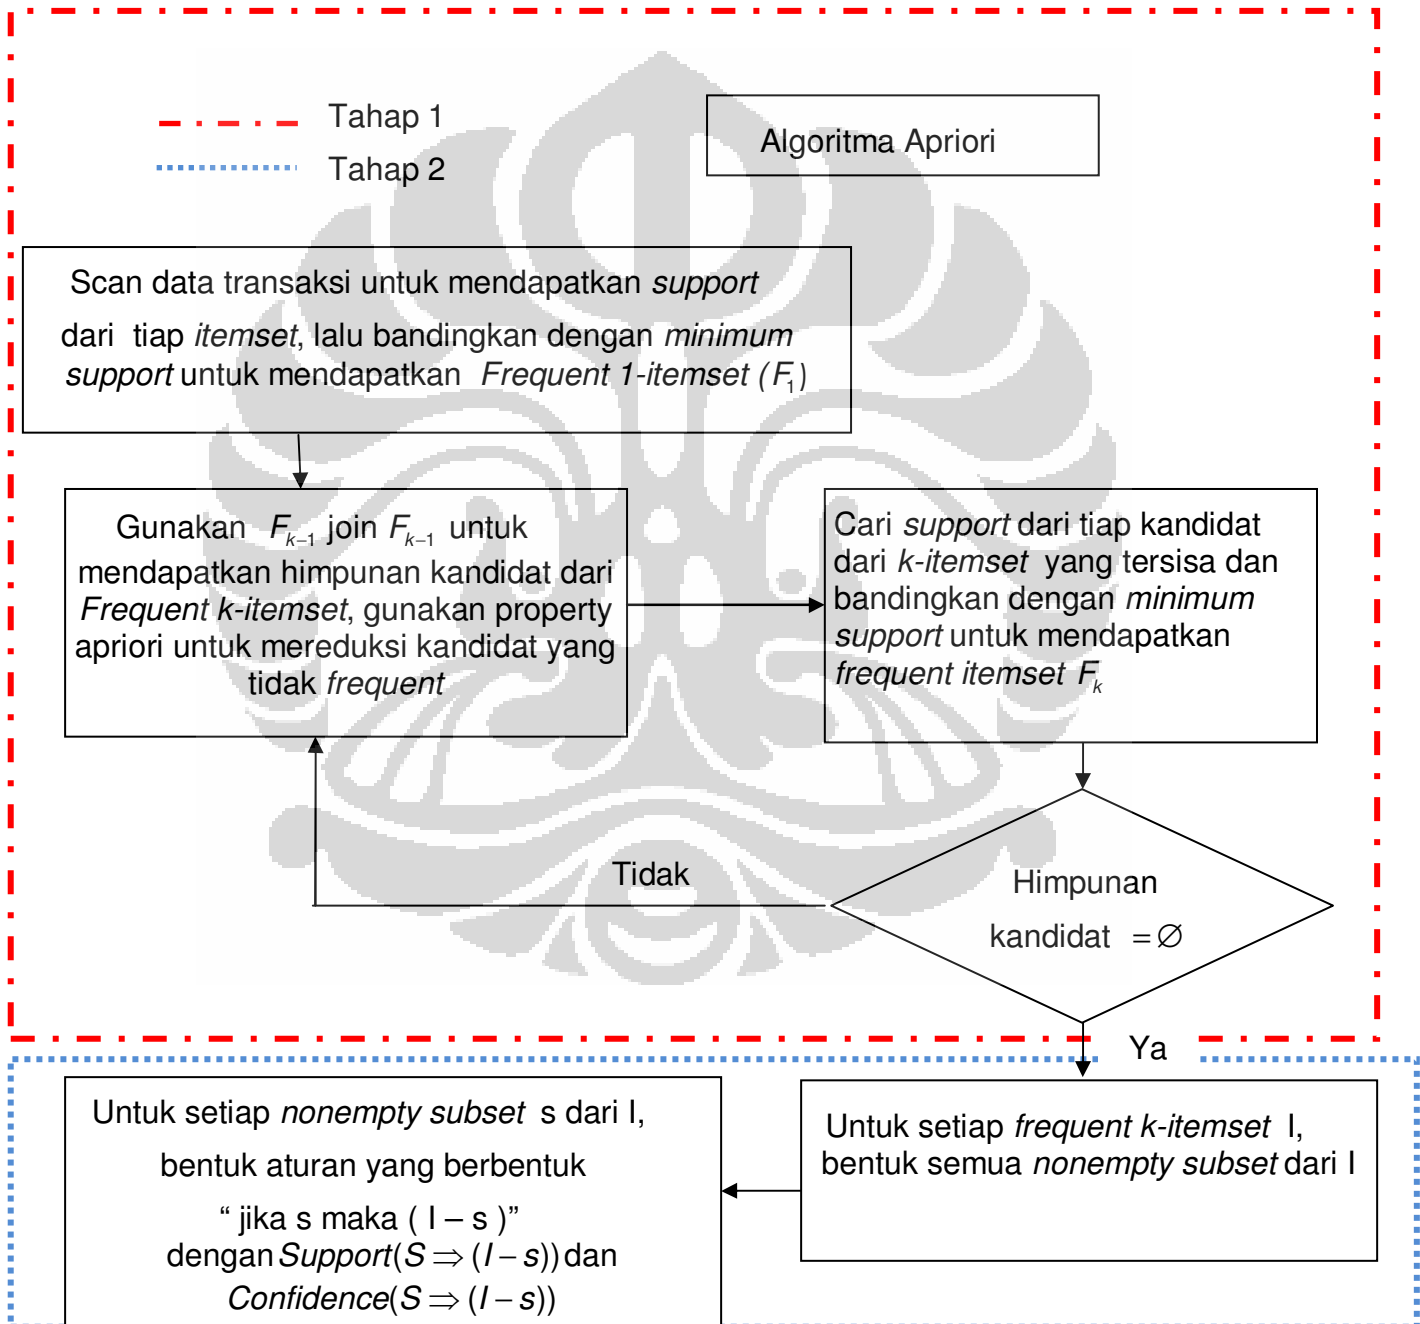 Tahap 1
Tahap 2
Algoritma Apriori
Scan data transaksi untuk mendapatkan support
dari tiap itemset, lalu bandingkan dengan minimum
support untuk mendapatkan Frequent 1-itemset (F₁)
Gunakan Fₖ₋₁ join Fₖ₋₁ untuk
mendapatkan himpunan kandidat dari
Frequent k-itemset, gunakan property
apriori untuk mereduksi kandidat yang
tidak frequent
Cari support dari tiap kandidat
dari k-itemset yang tersisa dan
bandingkan dengan minimum
support untuk mendapatkan
frequent itemset Fₖ
Tidak
Himpunan
kandidat =∅
Ya
Untuk setiap frequent k-itemset I,
bentuk semua nonempty subset dari I
Untuk setiap nonempty subset s dari I,
bentuk aturan yang berbentuk
“ jika s maka ( I – s )”
dengan Support(S ⇒ (I – s)) dan
Confidence(S ⇒ (I – s))